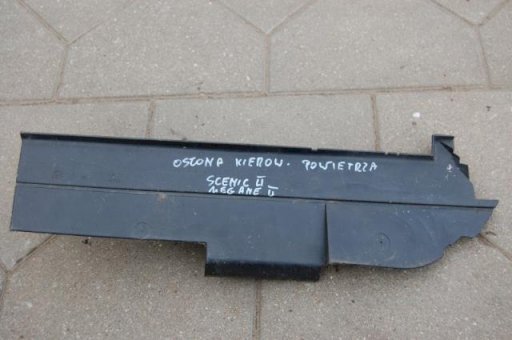 OSŁONA KIEROW. POWIETRZA
SCENIC II
MEGANE II